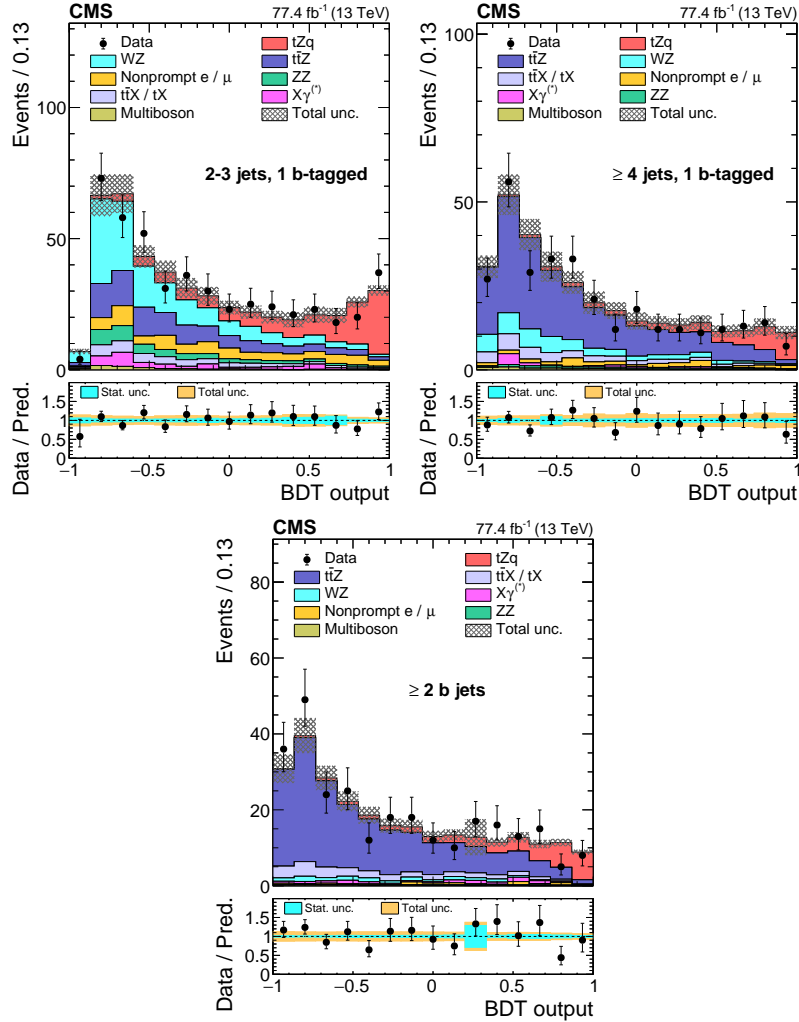 CMS 77.4 fb⁻¹ (13 TeV)
Events / 0.13
Data tZq
WZ tt̄Z
Nonprompt e / μ ZZ
tt̄X / tX Xγ(*)
Multiboson Total unc.
2-3 jets, 1 b-tagged
100
50
0
Data / Pred.
Stat. unc. Total unc.
1.5
1
0.5
0
−1 −0.5 0 0.5 1
BDT output
CMS 77.4 fb⁻¹ (13 TeV)
Events / 0.13
Data tZq
tt̄Z WZ
tt̄X / tX Nonprompt e / μ
Xγ(*) ZZ
Multiboson Total unc.
≥ 4 jets, 1 b-tagged
100
50
0
Data / Pred.
Stat. unc. Total unc.
1.5
1
0.5
0
−1 −0.5 0 0.5 1
BDT output
CMS 77.4 fb⁻¹ (13 TeV)
Events / 0.13
Data tZq
tt̄Z tt̄X / tX
WZ Xγ(*)
Nonprompt e / μ ZZ
Multiboson Total unc.
≥ 2 b jets
80
60
40
20
0
Data / Pred.
Stat. unc. Total unc.
1.5
1
0.5
0
−1 −0.5 0 0.5 1
BDT output